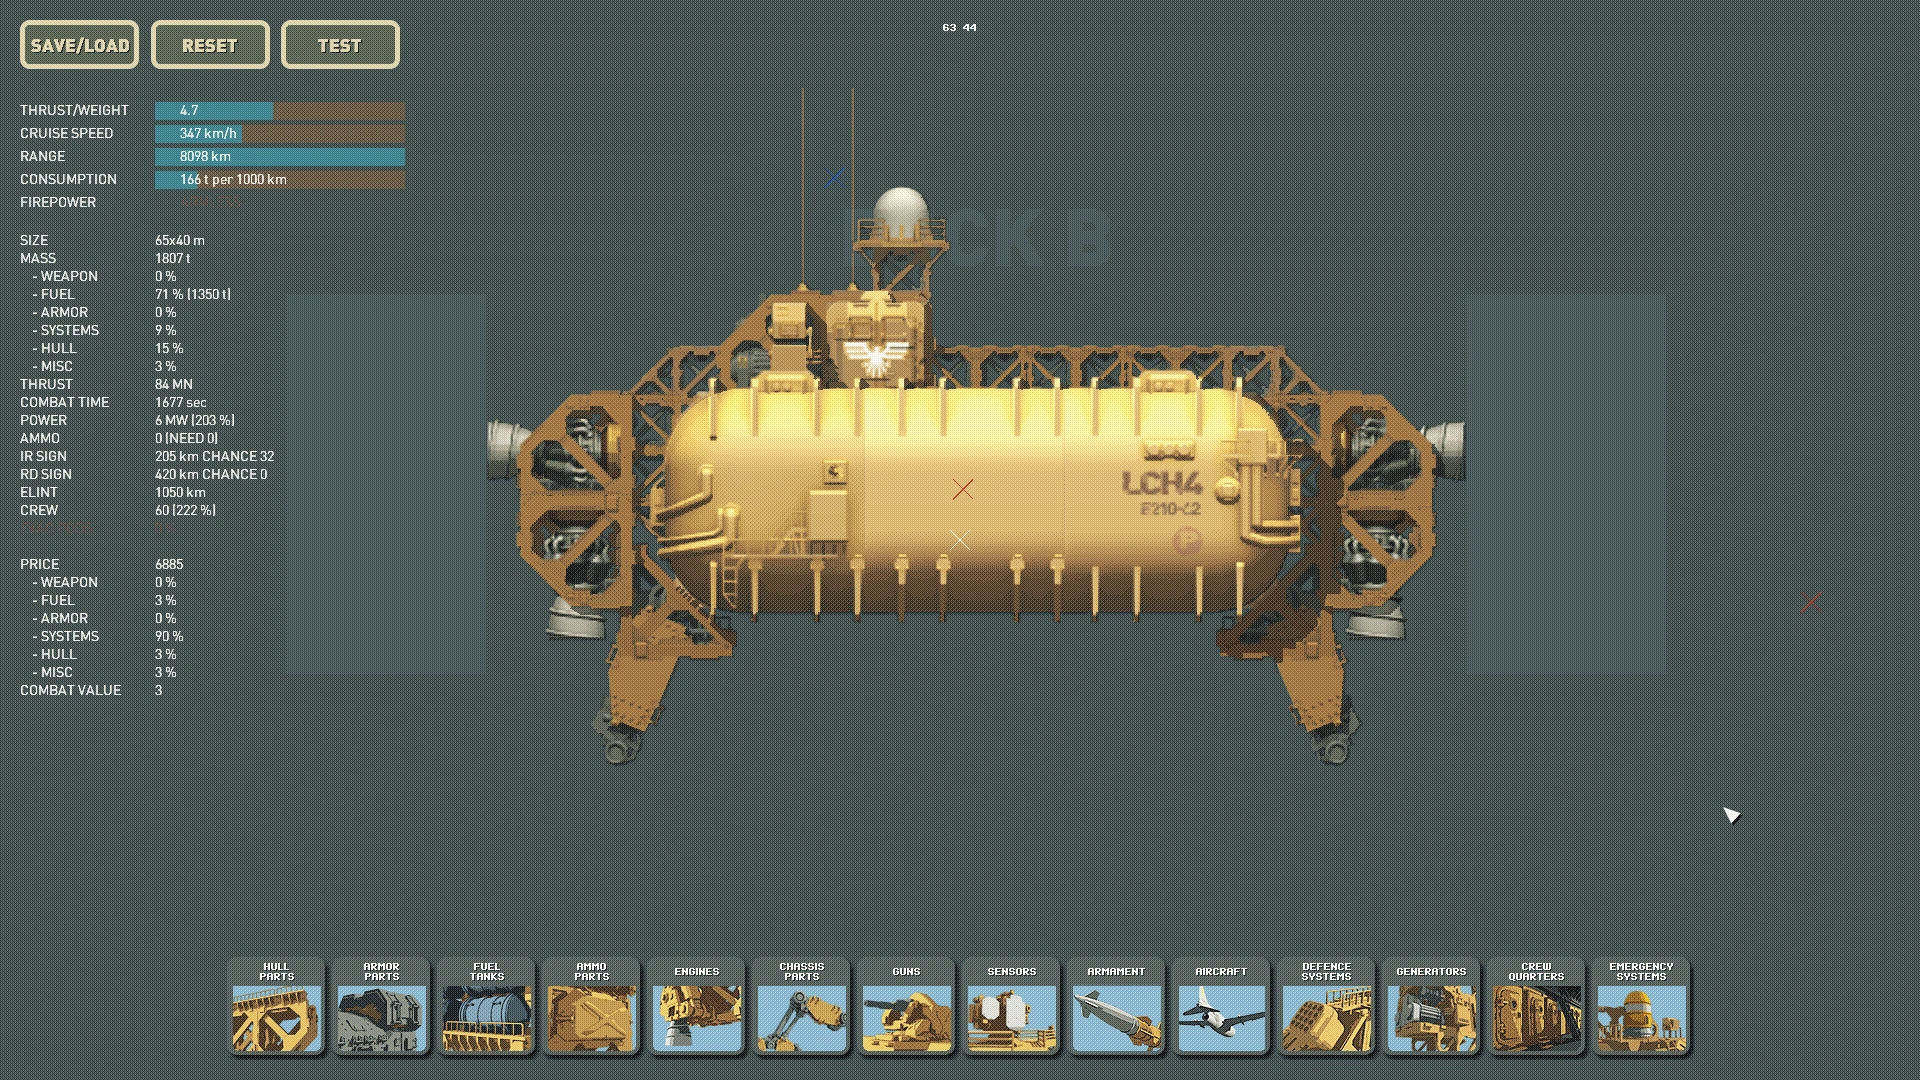 63 44
SAVE/LOAD RESET TEST
THRUST/WEIGHT 4.7
CRUISE SPEED 347 km/h
RANGE 8098 km
CONSUMPTION 166 t per 1000 km
FIREPOWER
SIZE 65x40 m
MASS 1807 t
- WEAPON 0 %
- FUEL 71 % (1350 t)
- ARMOR 0 %
- SYSTEMS 9 %
- HULL 15 %
- MISC 3 %
THRUST 84 MN
COMBAT TIME 1677 sec
POWER 6 MW (203 %)
AMMO 0 (NEED 0)
IR SIGN 205 km CHANCE 32
RD SIGN 420 km CHANCE 0
ELINT 1050 km
CREW 60 (222 %)
PRICE 6885
- WEAPON 0 %
- FUEL 3 %
- ARMOR 0 %
- SYSTEMS 90 %
- HULL 3 %
- MISC 3 %
COMBAT VALUE 3
CK B
LCH4
P
HULL PARTS
ARMOR PARTS
FUEL TANKS
AMMO PARTS
ENGINES
CHASSIS PARTS
GUNS
SENSORS
ARMAMENT
AIRCRAFT
DEFENCE SYSTEMS
GENERATORS
CREW QUARTERS
EMERGENCY SYSTEMS